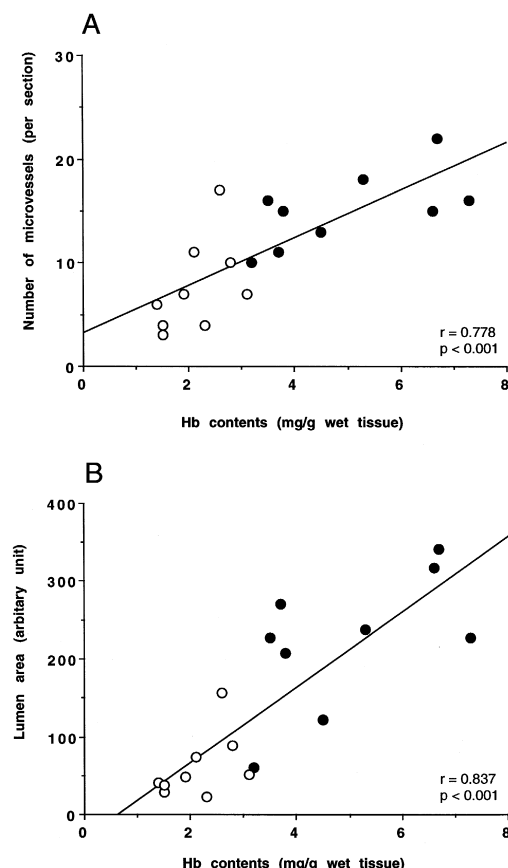 A
30
20
10
0
Number of microvessels (per section)
r = 0.778
p < 0.001
0 2 4 6 8
Hb contents (mg/g wet tissue)
B
400
300
200
100
0
Lumen area (arbitary unit)
r = 0.837
p < 0.001
0 2 4 6 8
Hb contents (mg/g wet tissue)